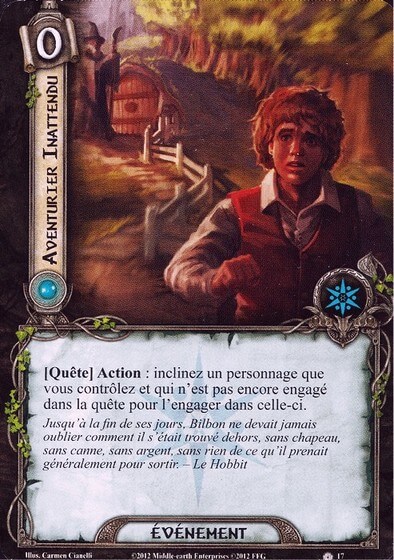 0
AVENTURIER INATTENDU
[Quête] Action : inclinez un personnage que
vous contrôlez et qui n'est pas encore engagé
dans la quête pour l'engager dans celle-ci.
Jusqu'à la fin de ses jours, Bilbon ne devait jamais
oublier comment il s'était trouvé dehors, sans chapeau,
sans canne, sans argent, sans rien de ce qu'il prenait
généralement pour sortir. – Le Hobbit
ÉVÉNEMENT
Illus. Carmen Cianelli ©2012 Middle-earth Enterprises ©2012 FFG 17